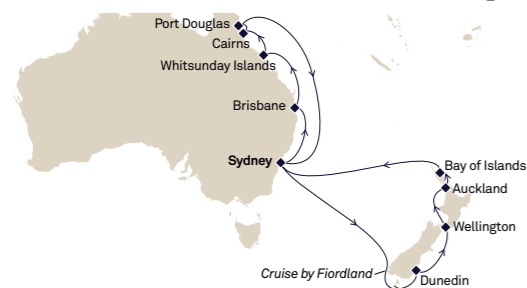 Port Douglas
Cairns
Whitsunday Islands
Brisbane
Sydney
Bay of Islands
Auckland
Wellington
Cruise by Fiordland
Dunedin